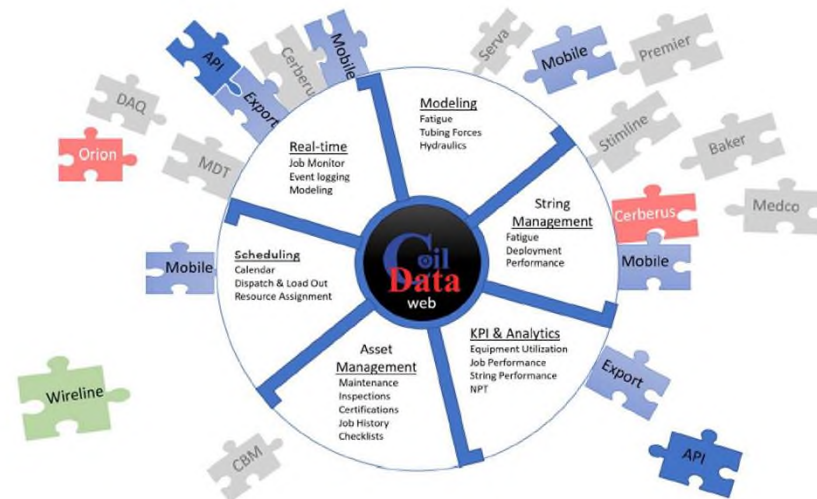 API
Export
Cerberus
Mobile
Serva
Mobile
Premier
DAQ
Orion
MDT
Stimline
Baker
Medco
Cerberus
Mobile
Mobile
Wireline
CBM
Export
API
Modeling
Fatigue
Tubing Forces
Hydraulics
Real-time
Job Monitor
Event logging
Modeling
String
Management
Fatigue
Deployment
Performance
Scheduling
Calendar
Dispatch & Load Out
Resource Assignment
Coil
Data
web
KPI & Analytics
Equipment Utilization
Job Performance
String Performance
NPT
Asset
Management
Maintenance
Inspections
Certifications
Job History
Checklists